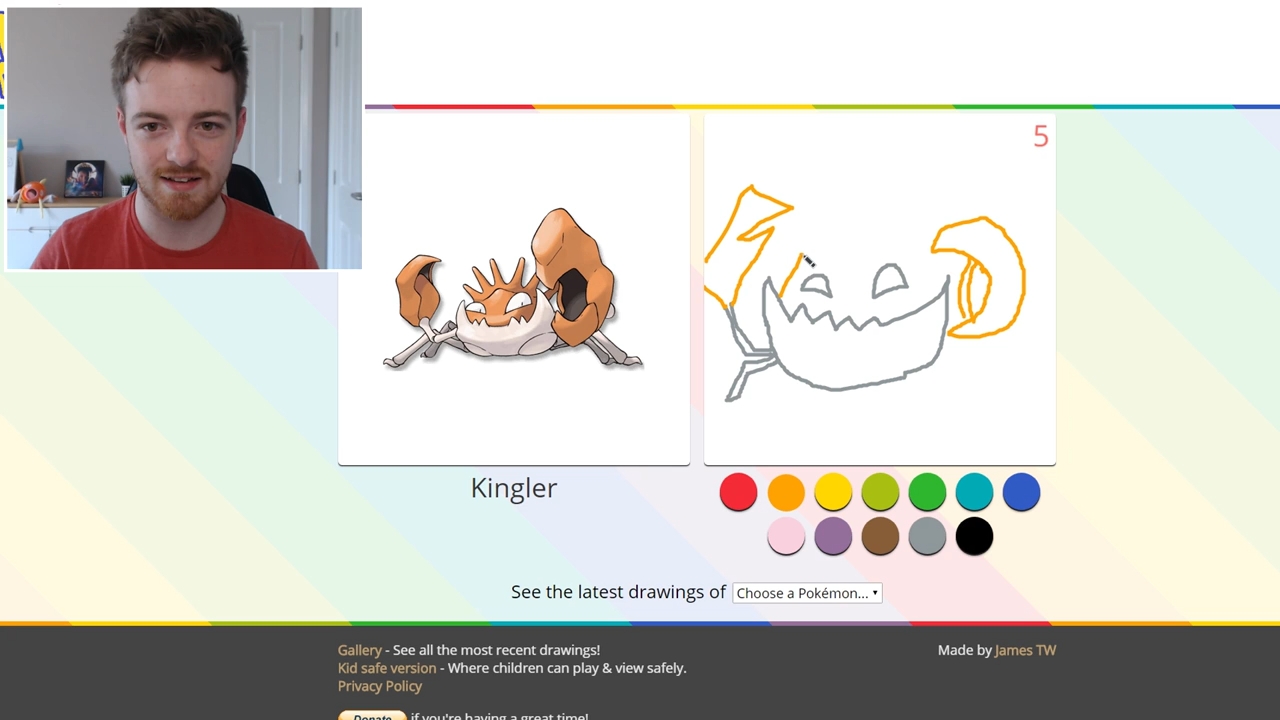 5
Kingler
See the latest drawings of Choose a Pokémon...
Gallery - See all the most recent drawings!
Made by James TW
Kid safe version - Where children can play & view safely.
Privacy Policy
Donate if you're having a great time!